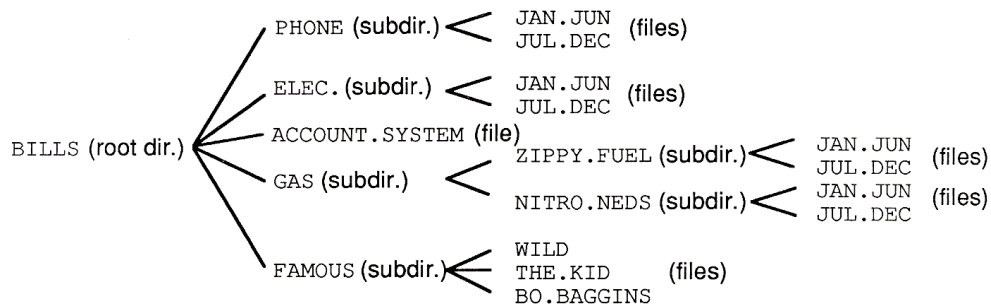 PHONE (subdir.)
JAN.JUN
JUL.DEC
(files)
ELEC. (subdir.)
JAN.JUN
JUL.DEC
(files)
BILLS (root dir.)
ACCOUNT.SYSTEM (file)
GAS (subdir.)
ZIPPY.FUEL (subdir.)
JAN.JUN
JUL.DEC
(files)
NITRO.NEDS (subdir.)
JAN.JUN
JUL.DEC
(files)
FAMOUS (subdir.)
WILD
THE.KID
BO.BAGGINS
(files)